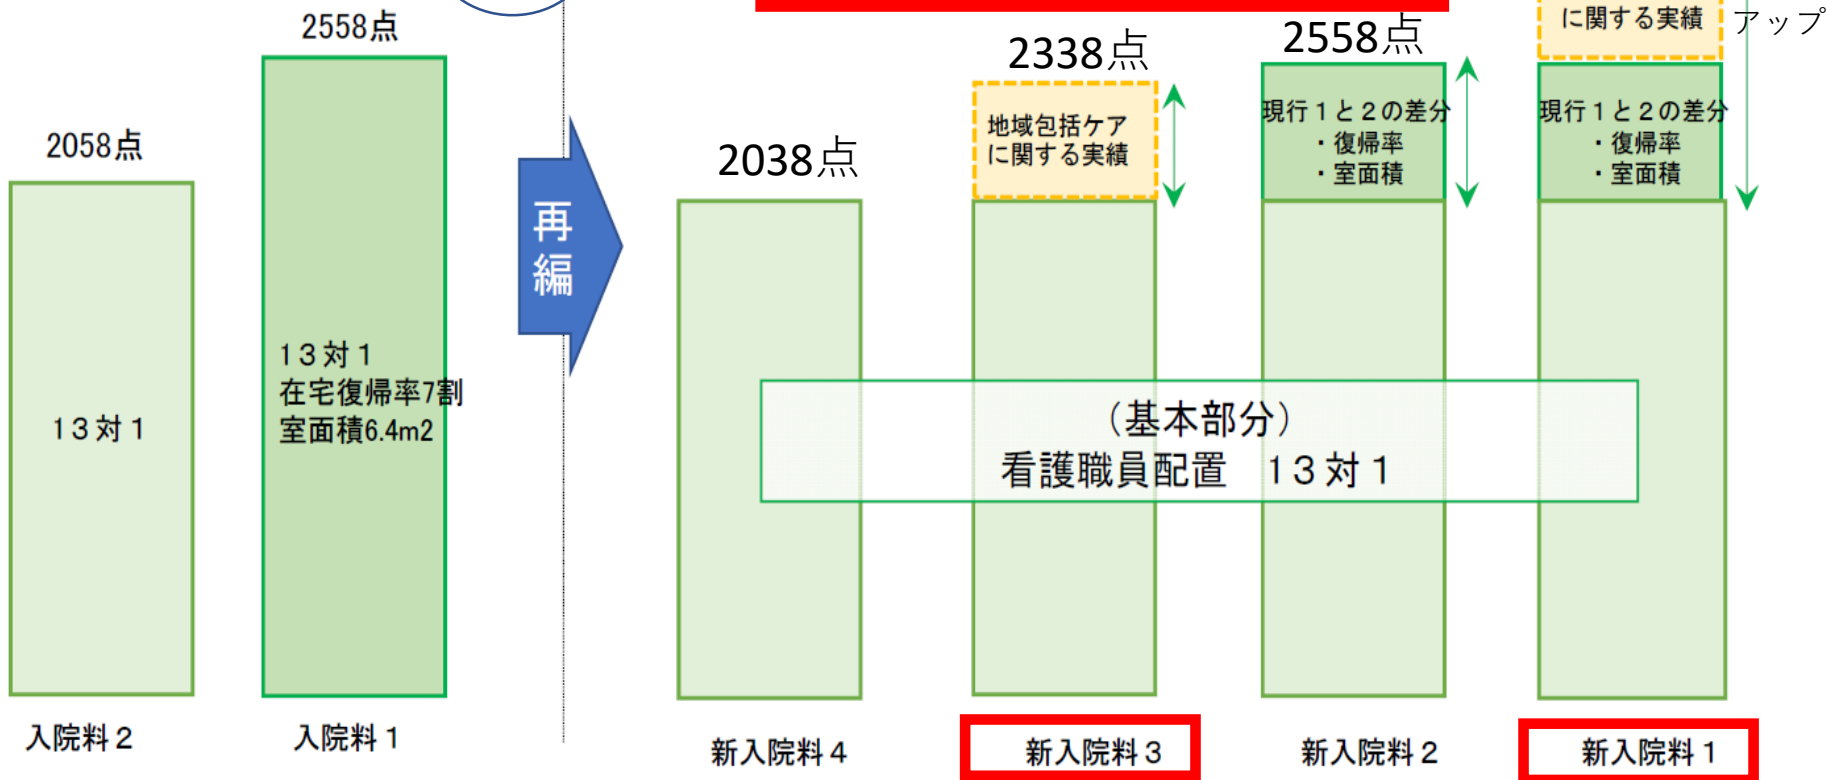 2558点
2058点
13対1
在宅復帰率7割
室面積6.4m2
13対1
入院料2
入院料1
再
編
2038点
2338点
地域包括ケア
に関する実績
2558点
現行1と2の差分
・復帰率
・室面積
に関する実績
アップ
現行1と2の差分
・復帰率
・室面積
（基本部分）
看護職員配置　13対1
新入院料4
新入院料3
新入院料2
新入院料1